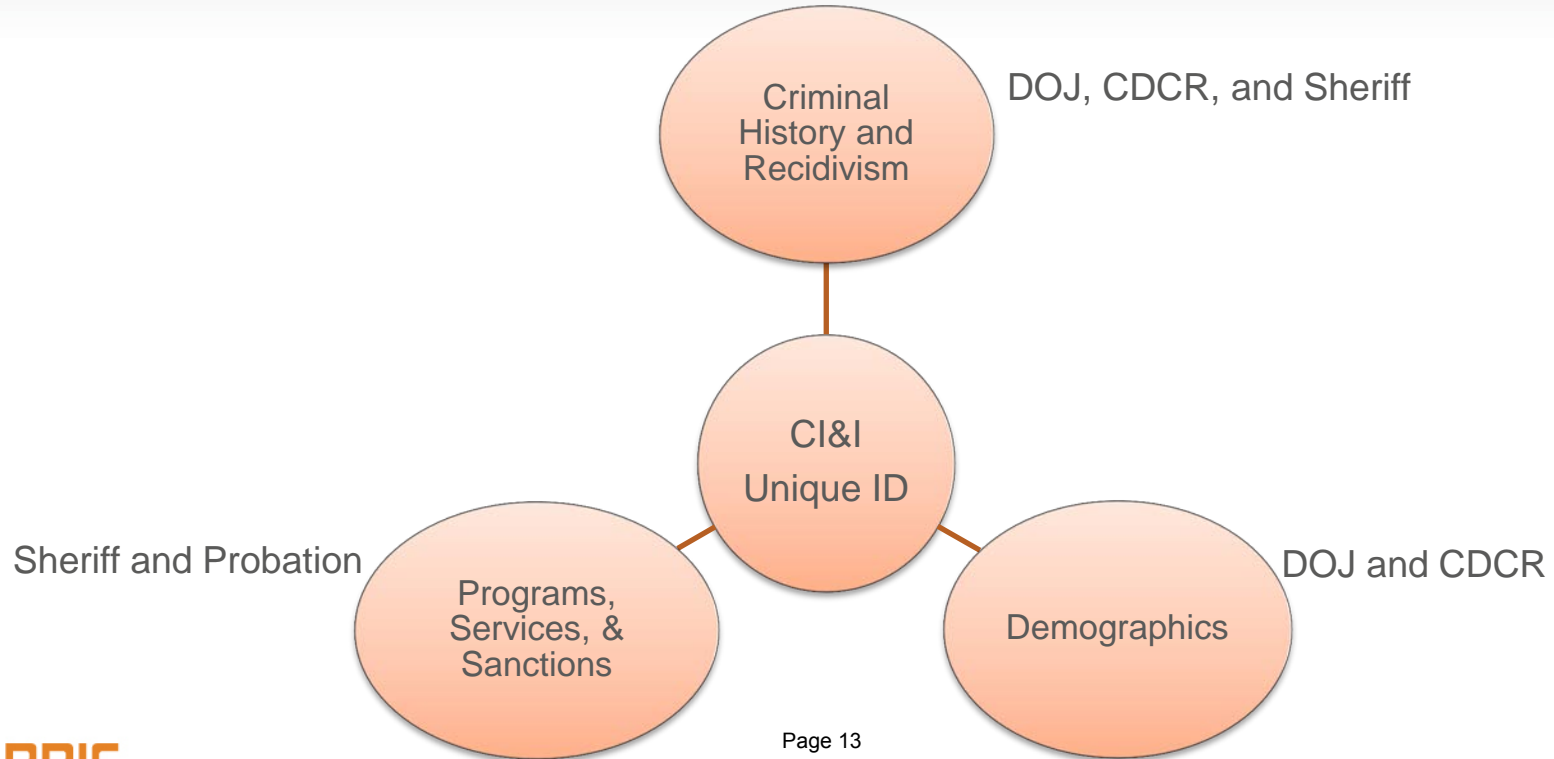 Criminal
History and
Recidivism
DOJ, CDCR, and Sheriff
CI&I
Unique ID
Sheriff and Probation
Programs,
Services, &
Sanctions
Demographics
DOJ and CDCR
Page 13